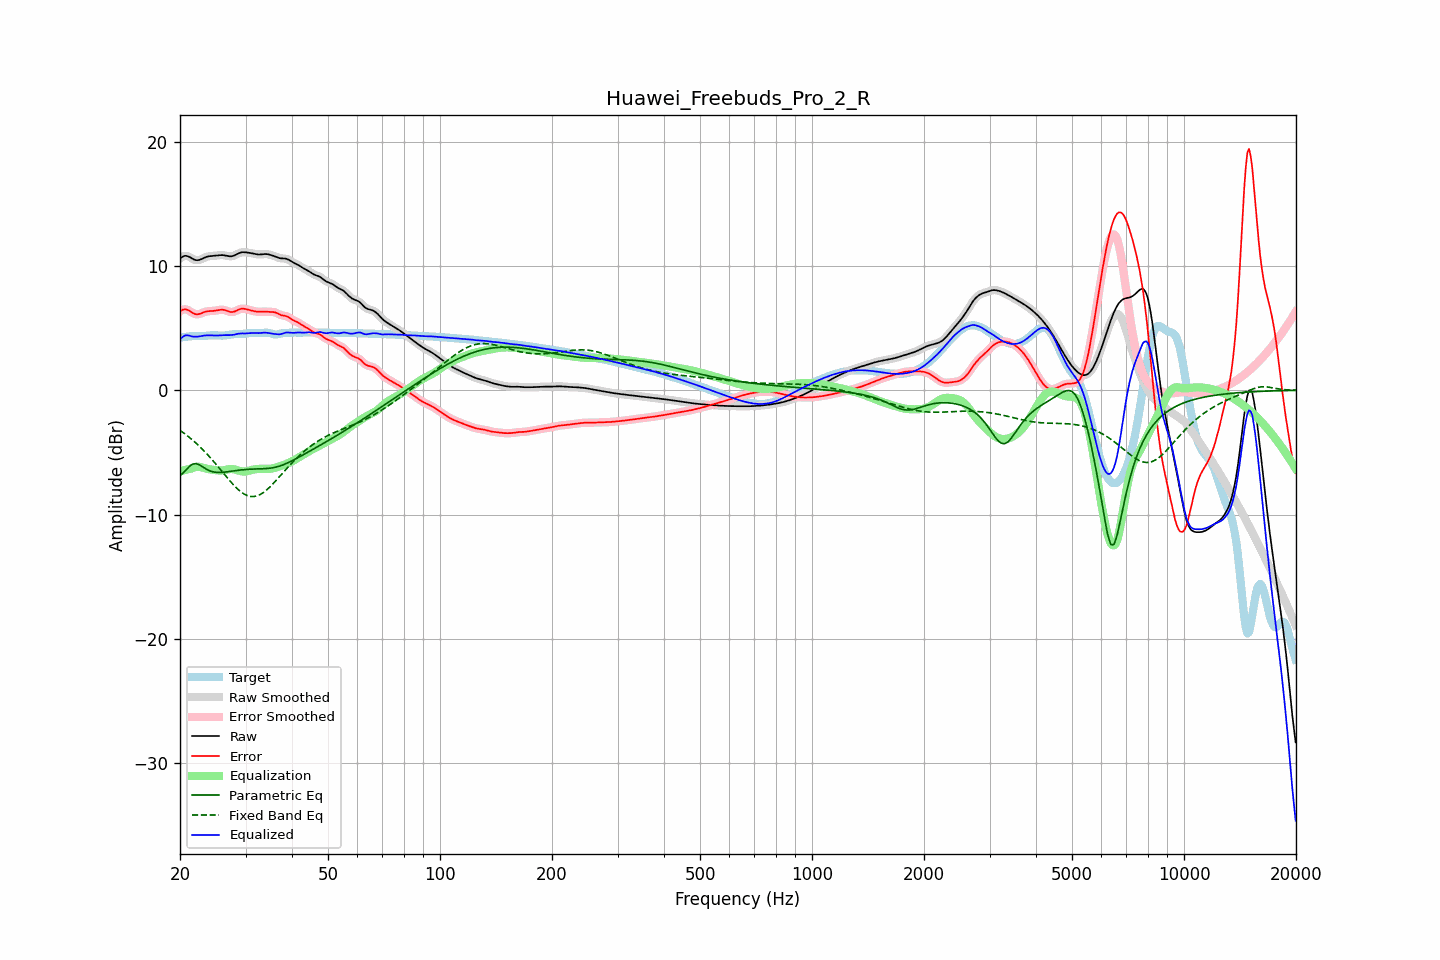 Huawei_Freebuds_Pro_2_R
20
10
0
−10
−20
−30
Amplitude (dBr)
Target
Raw Smoothed
Error Smoothed
Raw
Error
Equalization
Parametric Eq
Fixed Band Eq
Equalized
20 50 100 200 500 1000 2000 5000 10000 20000
Frequency (Hz)